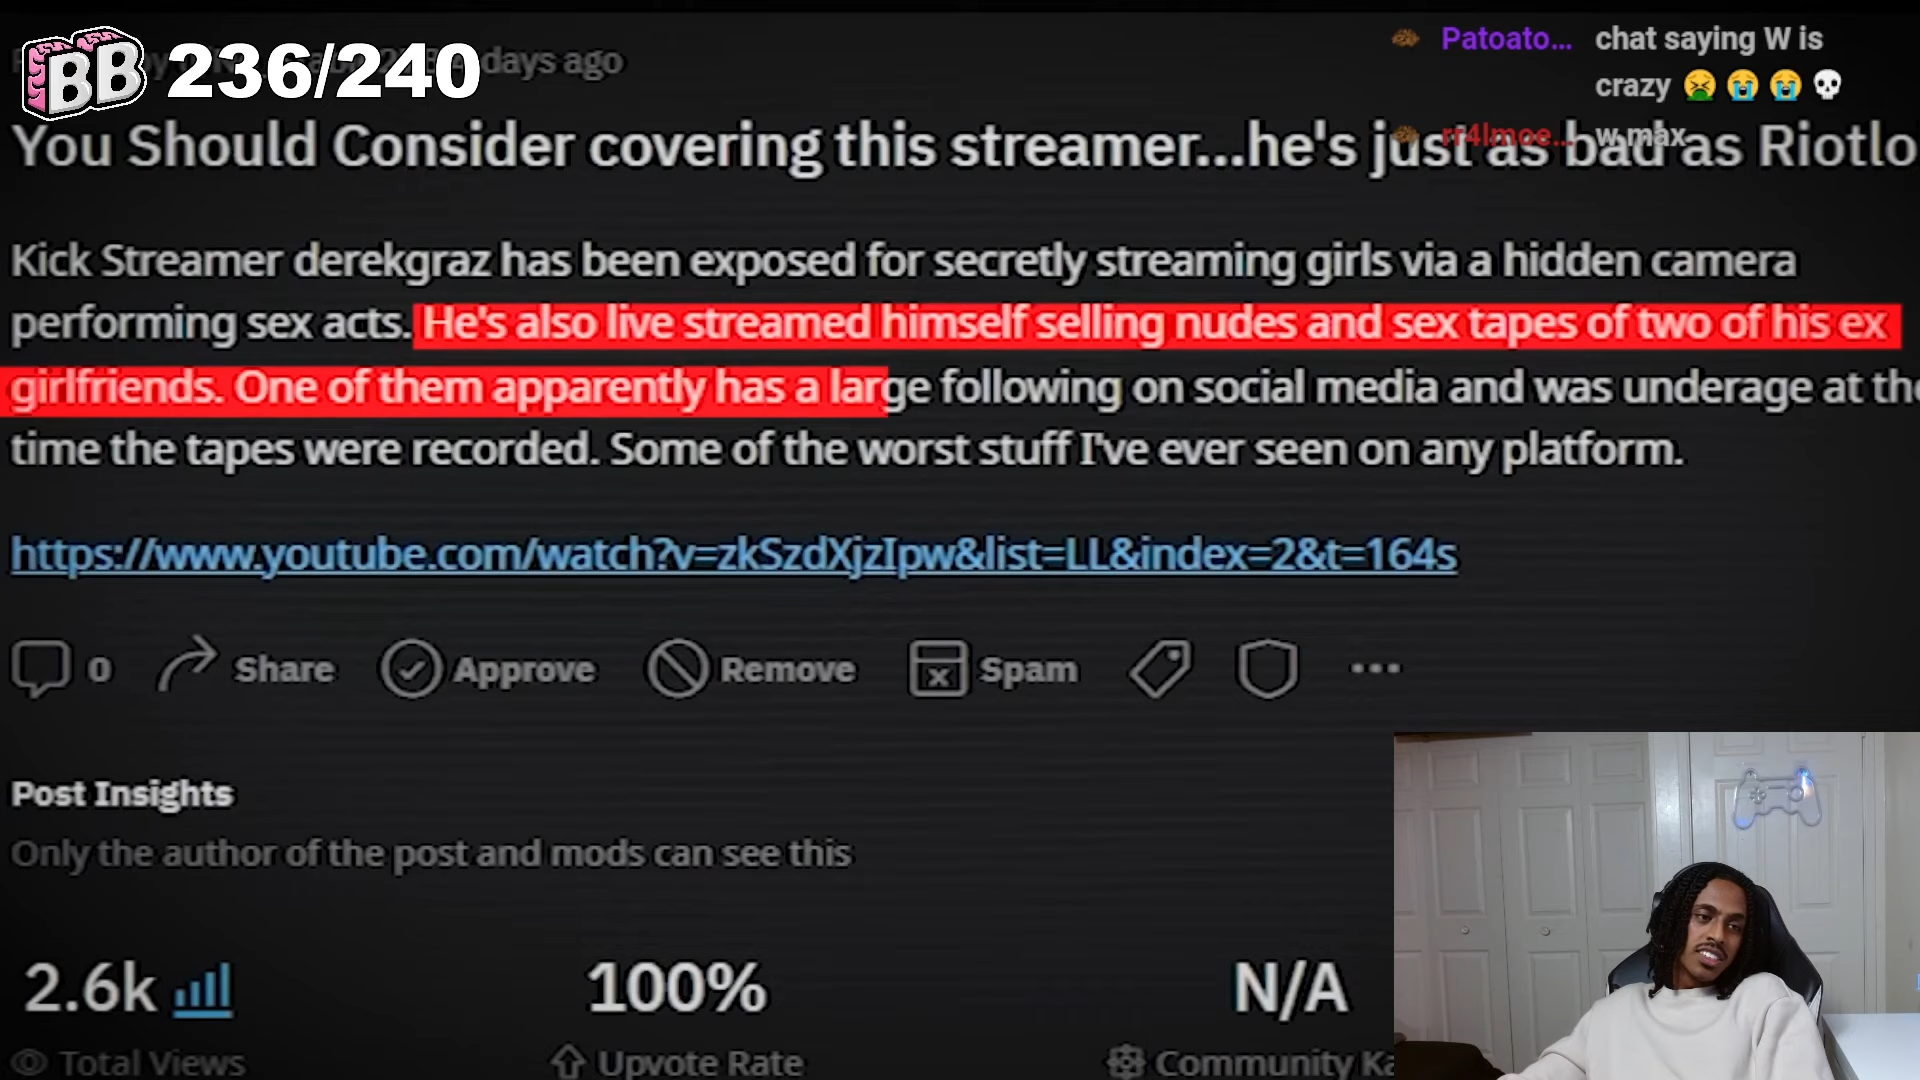 BB 236/240
days ago
Patoato... chat saying W is
crazy 🤮 😭 😭 💀
rr4lmoe... w max
You Should Consider covering this streamer...he's just as bad as Riotlo
Kick Streamer derekgraz has been exposed for secretly streaming girls via a hidden camera
performing sex acts. He's also live streamed himself selling nudes and sex tapes of two of his ex
girlfriends. One of them apparently has a large following on social media and was underage at the
time the tapes were recorded. Some of the worst stuff I've ever seen on any platform.
https://www.youtube.com/watch?v=zkSzdXjzIpw&list=LL&index=2&t=164s
0 Share Approve Remove Spam ...
Post Insights
Only the author of the post and mods can see this
2.6k 100% N/A
Total Views Upvote Rate Community Ka